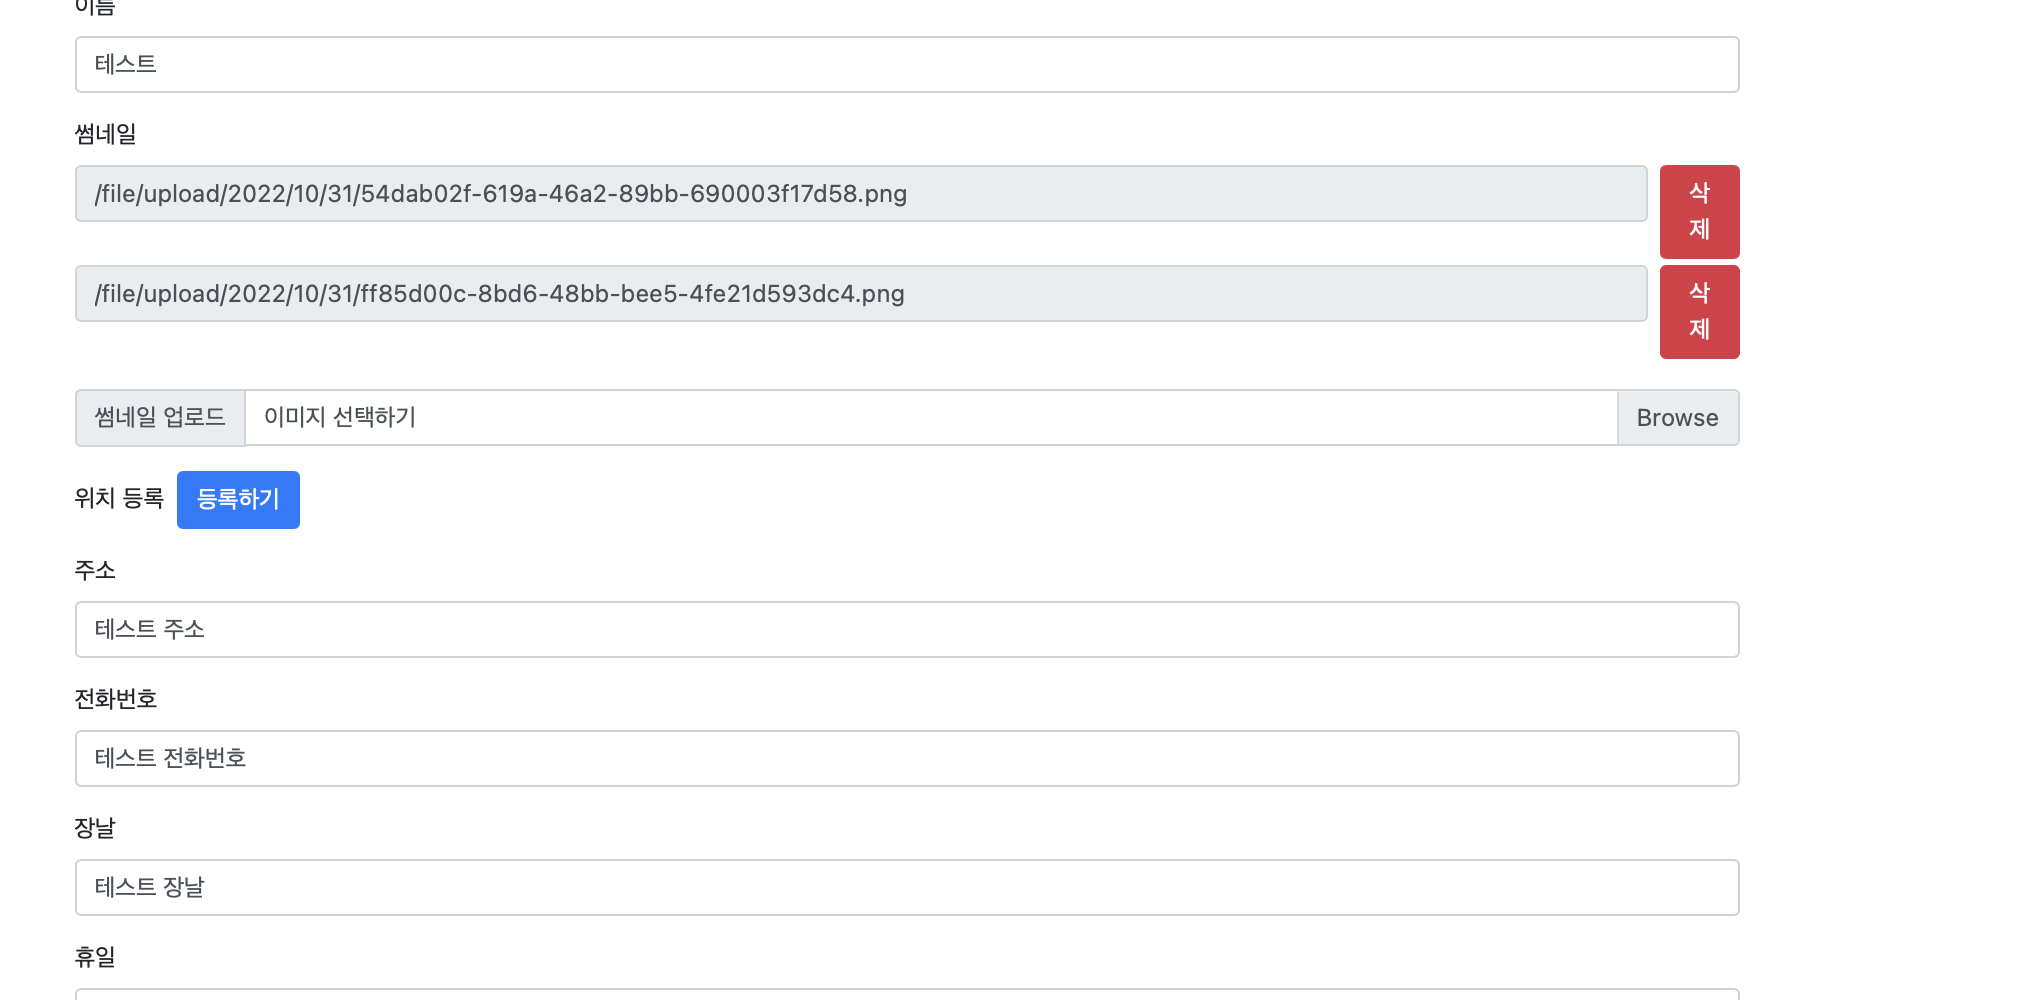 이름
테스트
썸네일
/file/upload/2022/10/31/54dab02f-619a-46a2-89bb-690003f17d58.png
삭
제
/file/upload/2022/10/31/ff85d00c-8bd6-48bb-bee5-4fe21d593dc4.png
삭
제
썸네일 업로드 이미지 선택하기 Browse
위치 등록 등록하기
주소
테스트 주소
전화번호
테스트 전화번호
장날
테스트 장날
휴일